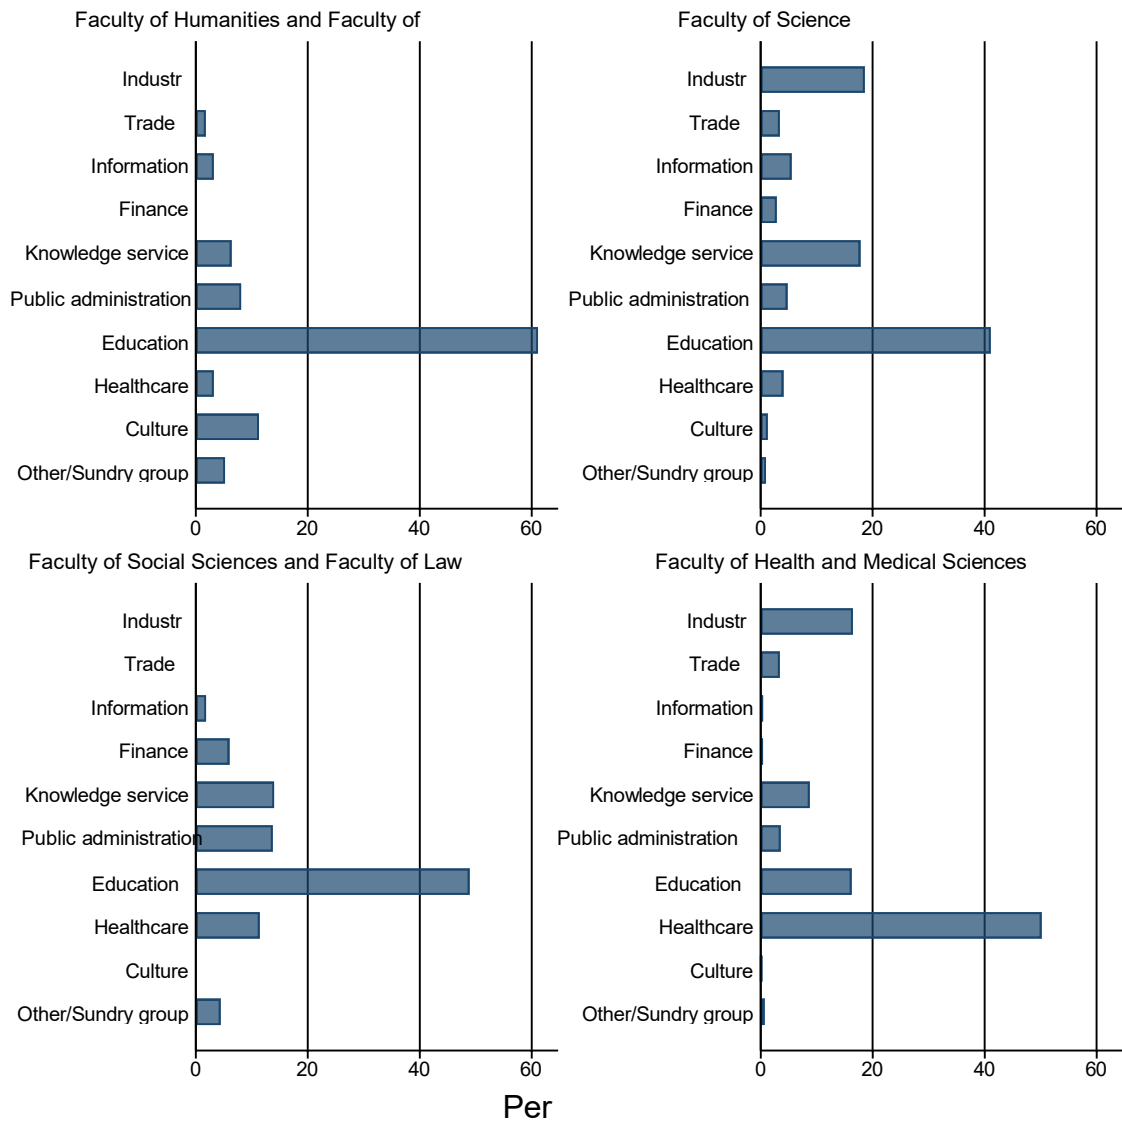 Faculty of Humanities and Faculty of
Industr
Trade
Information
Finance
Knowledge service
Public administration
Education
Healthcare
Culture
Other/Sundry group
0 20 40 60
Faculty of Science
Industr
Trade
Information
Finance
Knowledge service
Public administration
Education
Healthcare
Culture
Other/Sundry group
0 20 40 60
Faculty of Social Sciences and Faculty of Law
Industr
Trade
Information
Finance
Knowledge service
Public administration
Education
Healthcare
Culture
Other/Sundry group
0 20 40 60
Faculty of Health and Medical Sciences
Industr
Trade
Information
Finance
Knowledge service
Public administration
Education
Healthcare
Culture
Other/Sundry group
0 20 40 60
Per